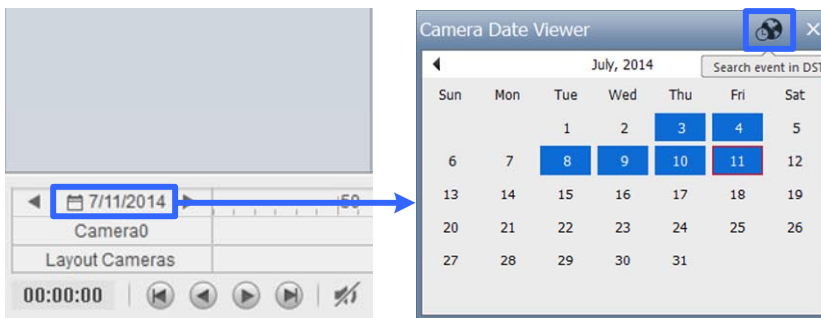 7/11/2014
:50
Camera0
Layout Cameras
00:00:00
Camera Date Viewer
July, 2014
Search event in DST
Sun Mon Tue Wed Thu Fri Sat
1 2 3 4 5
6 7 8 9 10 11 12
13 14 15 16 17 18 19
20 21 22 23 24 25 26
27 28 29 30 31